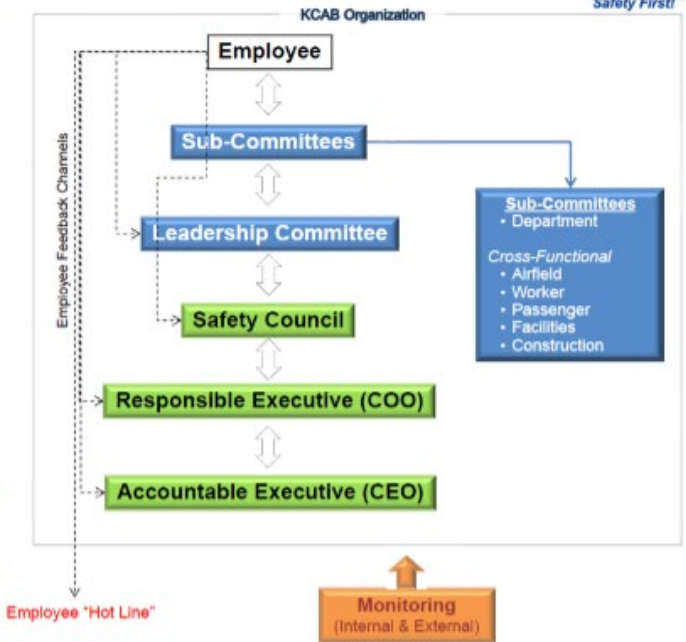 Safety First!
KCAB Organization
Employee
Sub-Committees
Leadership Committee
Safety Council
Responsible Executive (COO)
Accountable Executive (CEO)
Employee Feedback Channels
Sub-Committees
• Department
Cross-Functional
• Airfield
• Worker
• Passenger
• Facilities
• Construction
Employee "Hot Line"
Monitoring
(Internal & External)